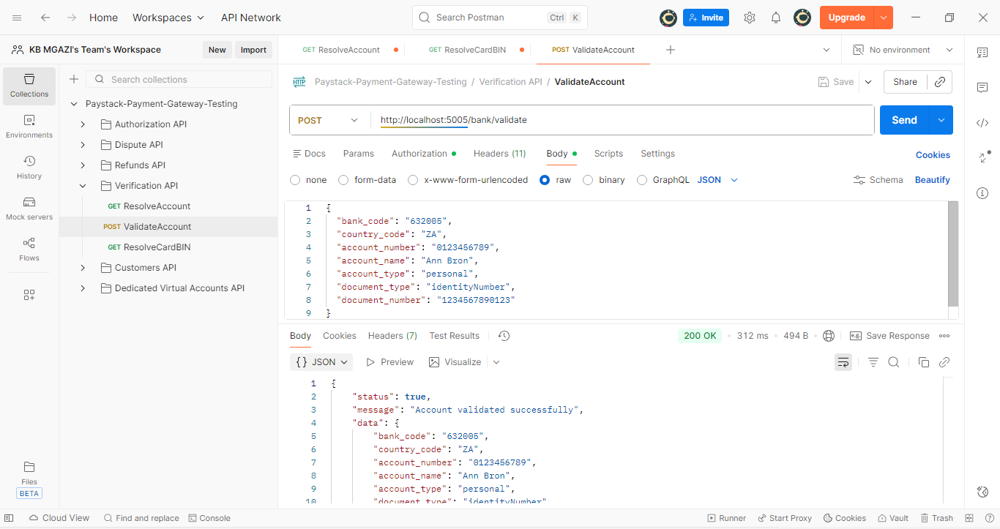 Home Workspaces API Network Search Postman Ctrl K Invite Upgrade
KB MGAZI's Team's Workspace New Import GET ResolveAccount GET ResolveCardBIN POST ValidateAccount No environment
Collections
Environments
History
Mock servers
Flows
Files
BETA
Search collections
Paystack-Payment-Gateway-Testing
Authorization API
Dispute API
Refunds API
Verification API
GET ResolveAccount
POST ValidateAccount
GET ResolveCardBIN
Customers API
Dedicated Virtual Accounts API
HTTP Paystack-Payment-Gateway-Testing / Verification API / ValidateAccount Save Share
POST http://localhost:5005/bank/validate Send
Docs Params Authorization Headers (11) Body Scripts Settings Cookies
none form-data x-www-form-urlencoded raw binary GraphQL JSON Schema Beautify
1 {
2 "bank_code": "632005",
3 "country_code": "ZA",
4 "account_number": "0123456789",
5 "account_name": "Ann Bron",
6 "account_type": "personal",
7 "document_type": "identityNumber",
8 "document_number": "1234567890123"
9 }
Body Cookies Headers (7) Test Results 200 OK • 312 ms • 494 B • e.g. Save Response
{} JSON Preview Visualize
1 {
2 "status": true,
3 "message": "Account validated successfully",
4 "data": {
5 "bank_code": "632005",
6 "country_code": "ZA",
7 "account_number": "0123456789",
8 "account_name": "Ann Bron",
9 "account_type": "personal",
10 "document_type": "identityNumber"
Cloud View Find and replace Console Runner Start Proxy Cookies Vault Trash